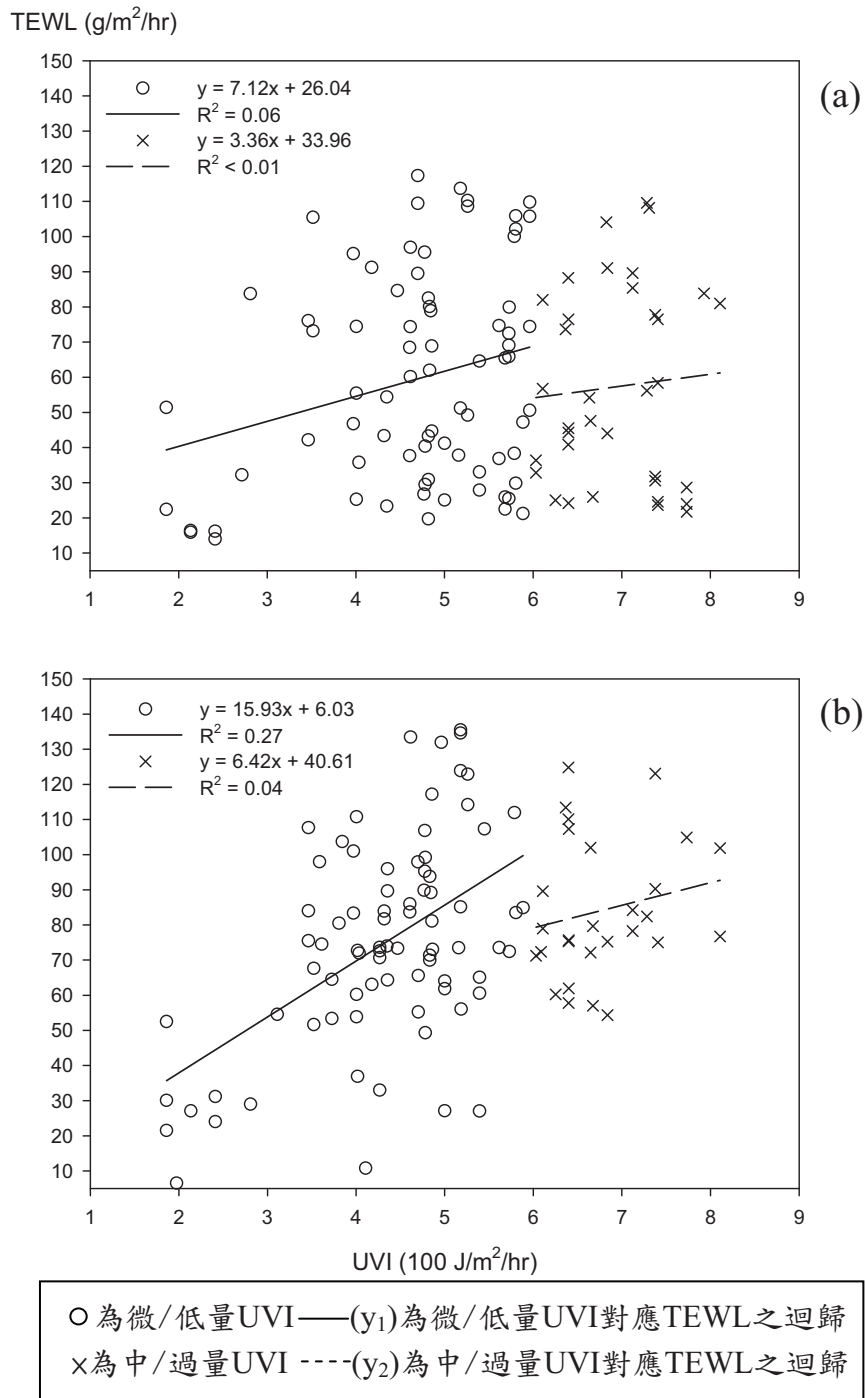 TEWL (g/m²/hr)
150
140
130
120
110
100
90
80
70
60
50
40
30
20
10
y = 7.12x + 26.04
R² = 0.06
y = 3.36x + 33.96
R² < 0.01
(a)
1 2 3 4 5 6 7 8 9
150
140
130
120
110
100
90
80
70
60
50
40
30
20
10
y = 15.93x + 6.03
R² = 0.27
y = 6.42x + 40.61
R² = 0.04
(b)
1 2 3 4 5 6 7 8 9
UVI (100 J/m²/hr)
為微/低量UVI (y₁)為微/低量UVI對應TEWL之迴歸
為中/過量UVI (y₂)為中/過量UVI對應TEWL之迴歸